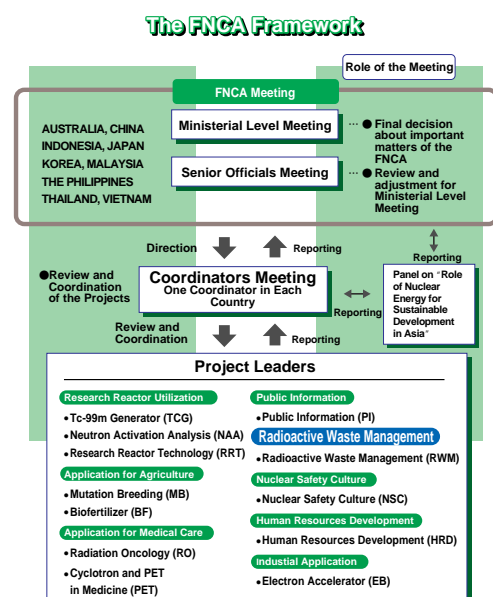 The FNCA Framework
Role of the Meeting
FNCA Meeting
AUSTRALIA, CHINA
INDONESIA, JAPAN
KOREA, MALAYSIA
THE PHILIPPINES
THAILAND, VIETNAM
Ministerial Level Meeting
Senior Officials Meeting
… ● Final decision
about important
matters of the
FNCA
… ● Review and
adjustment for
Ministerial Level
Meeting
Direction
Reporting
Reporting
●Review and
Coordination
of the Projects
Coordinators Meeting
One Coordinator in Each
Country
Reporting
Panel on “Role
of Nuclear
Energy for
Sustainable
Development
in Asia”
Review and
Coordination
Reporting
Project Leaders
Research Reactor Utilization
•Tc-99m Generator (TCG)
•Neutron Activation Analysis (NAA)
•Research Reactor Technology (RRT)
Application for Agriculture
•Mutation Breeding (MB)
•Biofertilizer (BF)
Application for Medical Care
•Radiation Oncology (RO)
•Cyclotron and PET
in Medicine (PET)
Public Information
•Public Information (PI)
Radioactive Waste Management
•Radioactive Waste Management (RWM)
Nuclear Safety Culture
•Nuclear Safety Culture (NSC)
Human Resources Development
•Human Resources Development (HRD)
Industial Application
•Electron Accelerator (EB)